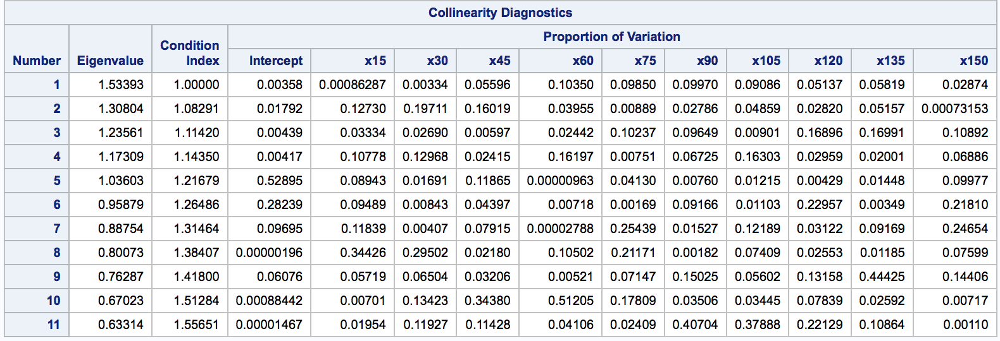 Collinearity Diagnostics
Number Eigenvalue Condition Index Proportion of Variation
Intercept x15 x30 x45 x60 x75 x90 x105 x120 x135 x150
1 1.53393 1.00000 0.00358 0.00086287 0.00334 0.05596 0.10350 0.09850 0.09970 0.09086 0.05137 0.05819 0.02874
2 1.30804 1.08291 0.01792 0.12730 0.19711 0.16019 0.03955 0.00889 0.02786 0.04859 0.02820 0.05157 0.00073153
3 1.23561 1.11420 0.00439 0.03334 0.02690 0.00597 0.02442 0.10237 0.09649 0.00901 0.16896 0.16991 0.10892
4 1.17309 1.14350 0.00417 0.10778 0.12968 0.02415 0.16197 0.00751 0.06725 0.16303 0.02959 0.02001 0.06886
5 1.03603 1.21679 0.52895 0.08943 0.01691 0.11865 0.00000963 0.04130 0.00760 0.01215 0.00429 0.01448 0.09977
6 0.95879 1.26486 0.28239 0.09489 0.00843 0.04397 0.00718 0.00169 0.09166 0.01103 0.22957 0.00349 0.21810
7 0.88754 1.31464 0.09695 0.11839 0.00407 0.07915 0.00002788 0.25439 0.01527 0.12189 0.03122 0.09169 0.24654
8 0.80073 1.38407 0.00000196 0.34426 0.29502 0.02180 0.10502 0.21171 0.00182 0.07409 0.02553 0.01185 0.07599
9 0.76287 1.41800 0.06076 0.05719 0.06504 0.03206 0.00521 0.07147 0.15025 0.05602 0.13158 0.44425 0.14406
10 0.67023 1.51284 0.00088442 0.00701 0.13423 0.34380 0.51205 0.17809 0.03506 0.03445 0.07839 0.02592 0.00717
11 0.63314 1.55651 0.00001467 0.01954 0.11927 0.11428 0.04106 0.02409 0.40704 0.37888 0.22129 0.10864 0.00110